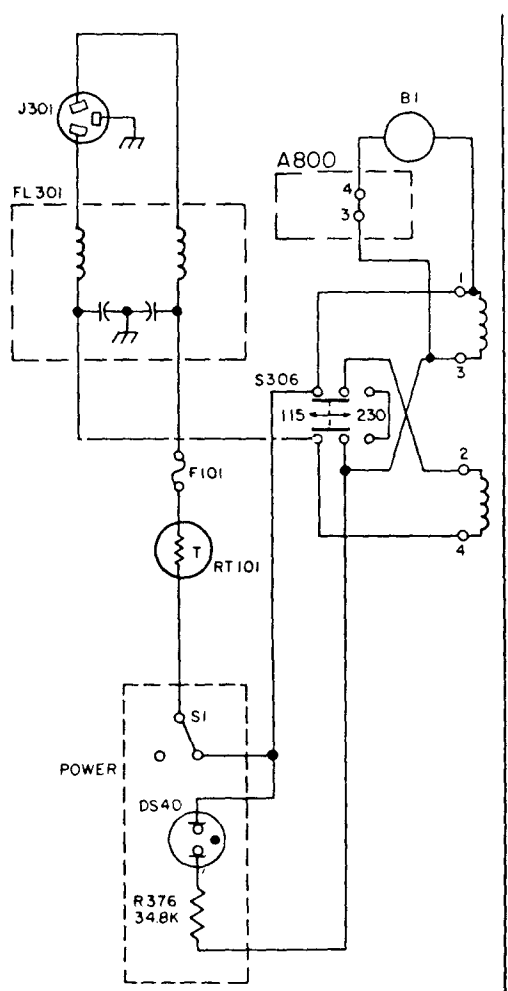 J301
B1
A800
4
3
FL301
1
3
S306
115
230
2
4
F101
T
RT101
S1
POWER
DS40
R376
34.8K